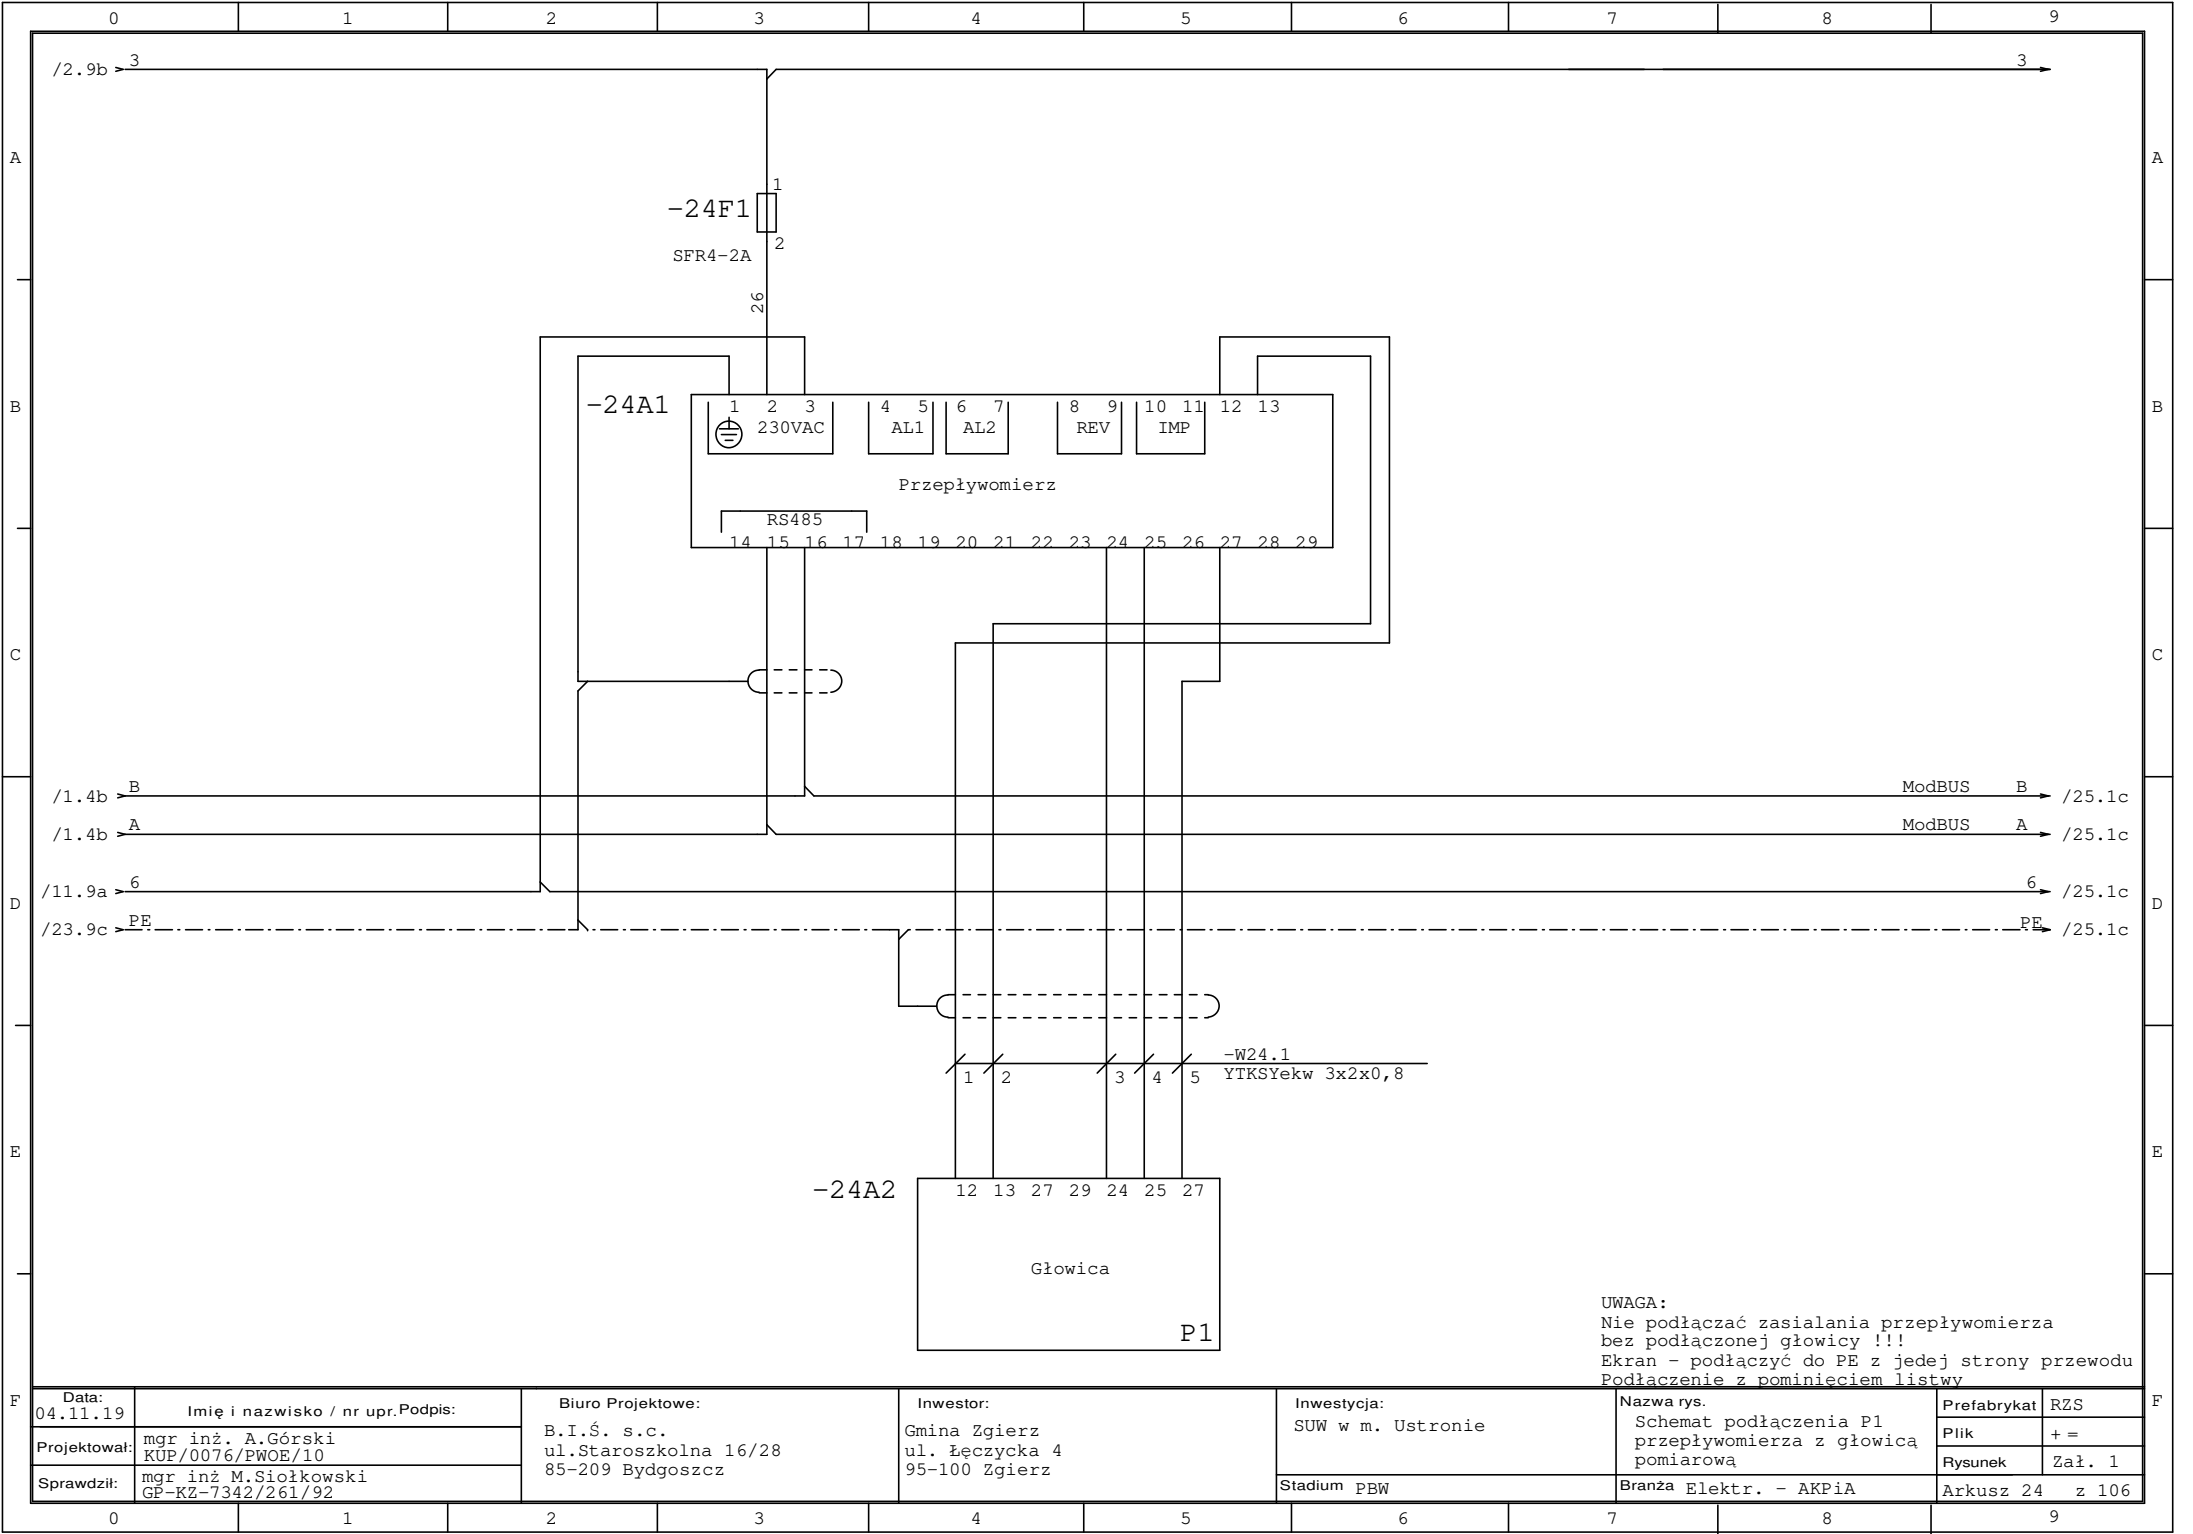 0 1 2 3 4 5 6 7 8 9
/2.9b 3 3
A A
1
-24F1
2
SFR4-2A
26
B B
-24A1
1 2 3 4 5 6 7 8 9 10 11 12 13
230VAC AL1 AL2 REV IMP
Przepływomierz
RS485
14 15 16 17 18 19 20 21 22 23 24 25 26 27 28 29
C C
/1.4b B ModBUS B /25.1c
/1.4b A ModBUS A /25.1c
/11.9a 6 6 /25.1c
D D
/23.9c PE PE /25.1c
-W24.1
1 2 3 4 5 YTKSYekw 3x2x0,8
E E
-24A2
12 13 27 29 24 25 27
Głowica
P1
UWAGA:
Nie podłączać zasialania przepływomierza
bez podłączonej głowicy !!!
Ekran - podłączyć do PE z jedej strony przewodu
Podłaczenie z pominięciem listwy
F F
Data:
04.11.19
Imię i nazwisko / nr upr. Podpis:
Projektował:
mgr inż. A.Górski
KUP/0076/PWOE/10
Sprawdził:
mgr inż M.Siołkowski
GP-KZ-7342/261/92
Biuro Projektowe:
B.I.Ś. s.c.
ul.Staroszkolna 16/28
85-209 Bydgoszcz
Inwestor:
Gmina Zgierz
ul. Łęczycka 4
95-100 Zgierz
Inwestycja:
SUW w m. Ustronie
Stadium PBW
Nazwa rys.
Schemat podłączenia P1
przepływomierza z głowicą
pomiarową
Branża Elektr. - AKPiA
Prefabrykat RZS
Plik + =
Rysunek Zał. 1
Arkusz 24 z 106
0 1 2 3 4 5 6 7 8 9